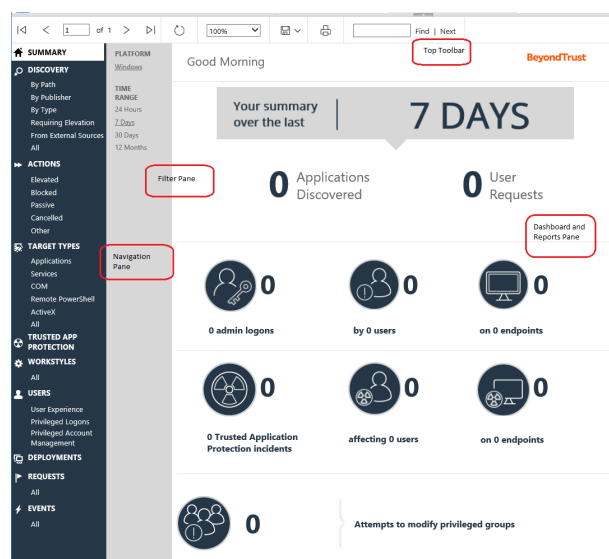 1 of 1 100% Find | Next
Top Toolbar
SUMMARY
DISCOVERY
By Path
By Publisher
By Type
Requiring Elevation
From External Sources
All
ACTIONS
Elevated
Blocked
Passive
Cancelled
Other
TARGET TYPES
Applications
Services
COM
Remote PowerShell
ActiveX
All
TRUSTED APP
PROTECTION
WORKSTYLES
All
USERS
User Experience
Privileged Logons
Privileged Account
Management
DEPLOYMENTS
REQUESTS
All
EVENTS
All
PLATFORM
Windows
TIME
RANGE
24 Hours
7 Days
30 Days
12 Months
Filter Pane
Navigation
Pane
Good Morning
BeyondTrust
Your summary
over the last
7 DAYS
0 Applications
Discovered
0 User
Requests
Dashboard and
Reports Pane
0
0 admin logons
0
by 0 users
0
on 0 endpoints
0
0 Trusted Application
Protection incidents
0
affecting 0 users
0
on 0 endpoints
0
Attempts to modify privileged groups